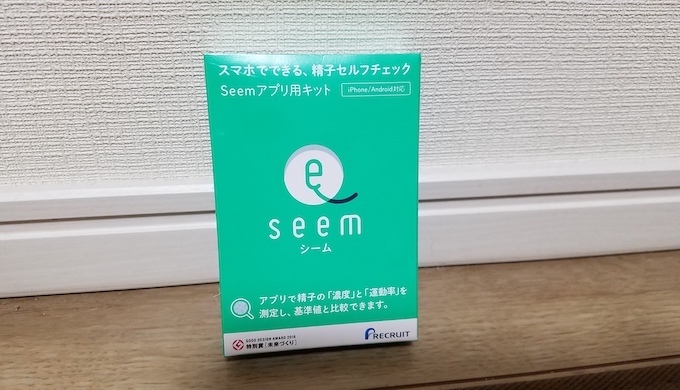 スマホでできる、精子セルフチェック
Seemアプリ用キット iPhone/Android対応
seem
シーム
アプリで精子の「濃度」と「運動率」を
測定し、基準値と比較できます。
GOOD DESIGN AWARD 2016
特別賞[未来づくり]
RECRUIT